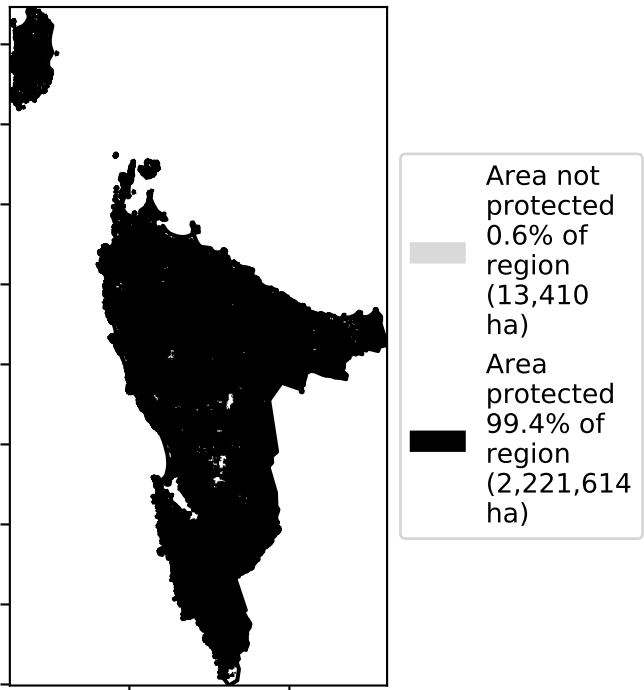 Area not
protected
0.6% of
region
(13,410
ha)
Area
protected
99.4% of
region
(2,221,614
ha)